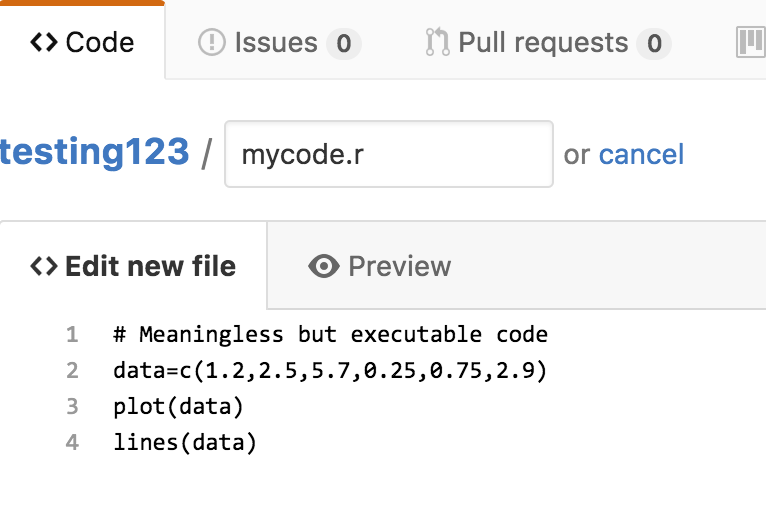 Code Issues 0 Pull requests 0
testing123 / mycode.r or cancel
Edit new file Preview
1 # Meaningless but executable code
2 data=c(1.2,2.5,5.7,0.25,0.75,2.9)
3 plot(data)
4 lines(data)